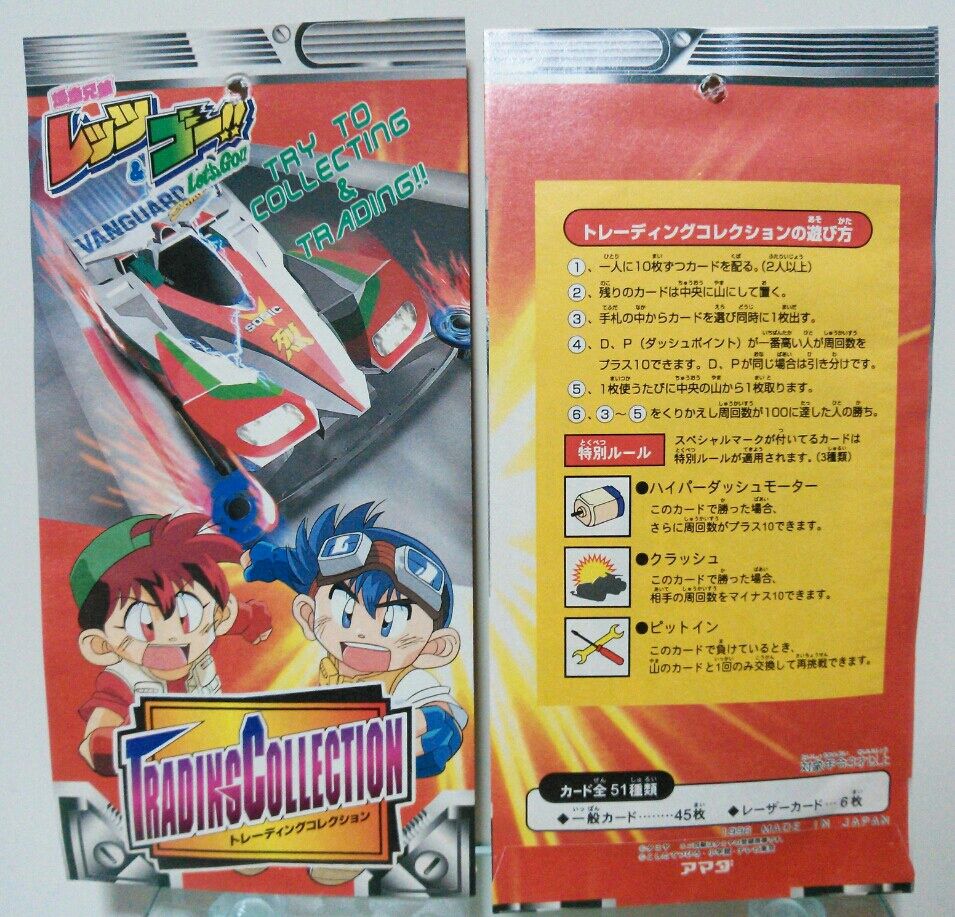 爆走兄弟
レッツ
&
ゴー!!
Let's & Go!!
TRY TO
COLLECTING
&
TRADING!!
VANGUARD
SONIC
L
L
TRADING COLLECTION
トレーディングコレクション
トレーディングコレクションの遊び方
①、一人に10枚ずつカードを配る。(2人以上)
②、残りのカードは中央に山にして置く。
③、手札の中からカードを選び同時に1枚出す。
④、D、P(ダッシュポイント)が一番高い人が周回数を
プラス10できます。D、Pが同じ場合は引き分けです。
⑤、1枚使うたびに中央の山から1枚取ります。
⑥、③〜⑤をくりかえし周回数が100に達した人の勝ち。
特別ルール
スペシャルマークが付いてるカードは
特別ルールが適用されます。(3種類)
●ハイパーダッシュモーター
このカードで勝った場合、
さらに周回数がプラス10できます。
●クラッシュ
このカードで勝った場合、
相手の周回数をマイナス10できます。
●ピットイン
このカードで負けているとき、
山のカードと1回のみ交換して再挑戦できます。
カード全51種類
◆一般カード………45枚
◆レーザーカード…6枚
1996 MADE IN JAPAN
©こしたてつひろ・小学館・テレビ東京
アマダ